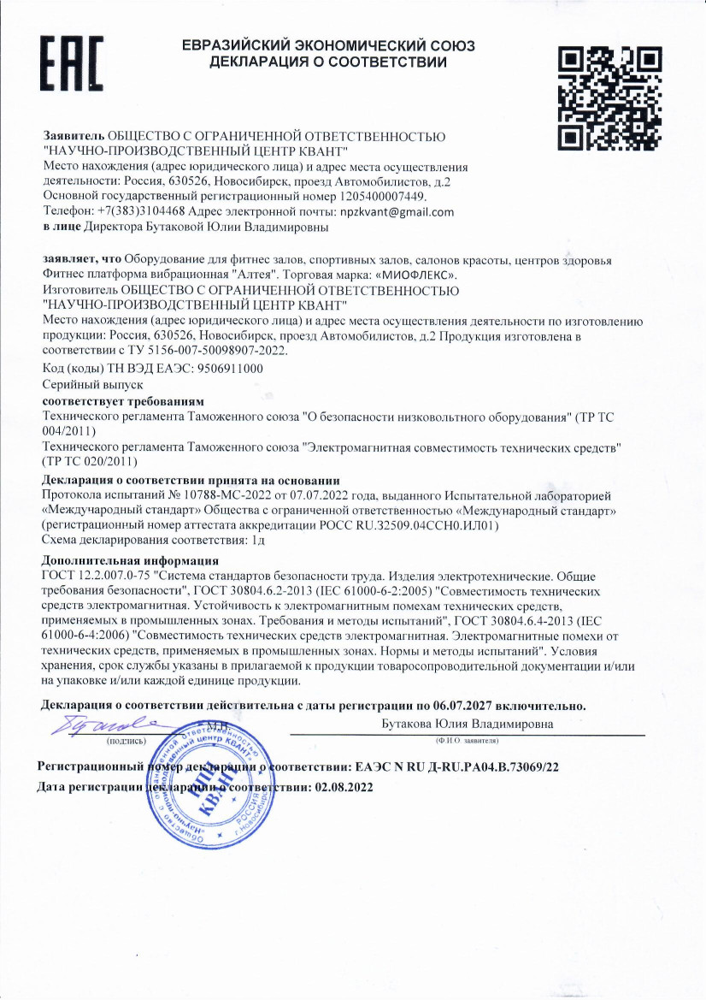 ЕАС
ЕВРАЗИЙСКИЙ ЭКОНОМИЧЕСКИЙ СОЮЗ
ДЕКЛАРАЦИЯ О СООТВЕТСТВИИ
Заявитель ОБЩЕСТВО С ОГРАНИЧЕННОЙ ОТВЕТСТВЕННОСТЬЮ
"НАУЧНО-ПРОИЗВОДСТВЕННЫЙ ЦЕНТР КВАНТ"
Место нахождения (адрес юридического лица) и адрес места осуществления
деятельности: Россия, 630526, Новосибирск, проезд Автомобилистов, д.2
Основной государственный регистрационный номер 1205400007449.
Телефон: +7(383)3104468 Адрес электронной почты: npzkvant@gmail.com
в лице Директора Бутаковой Юлии Владимировны
заявляет, что Оборудование для фитнес залов, спортивных залов, салонов красоты, центров здоровья
Фитнес платформа вибрационная "Алтея". Торговая марка: «МИОФЛЕКС».
Изготовитель ОБЩЕСТВО С ОГРАНИЧЕННОЙ ОТВЕТСТВЕННОСТЬЮ
"НАУЧНО-ПРОИЗВОДСТВЕННЫЙ ЦЕНТР КВАНТ"
Место нахождения (адрес юридического лица) и адрес места осуществления деятельности по изготовлению
продукции: Россия, 630526, Новосибирск, проезд Автомобилистов, д.2 Продукция изготовлена в
соответствии с ТУ 5156-007-50098907-2022.
Код (коды) ТН ВЭД ЕАЭС: 9506911000
Серийный выпуск
соответствует требованиям
Технического регламента Таможенного союза "О безопасности низковольтного оборудования" (ТР ТС
004/2011)
Технического регламента Таможенного союза "Электромагнитная совместимость технических средств"
(ТР ТС 020/2011)
Декларация о соответствии принята на основании
Протокола испытаний № 10788-МС-2022 от 07.07.2022 года, выданного Испытательной лабораторией
«Международный стандарт» Общества с ограниченной ответственностью «Международный стандарт»
(регистрационный номер аттестата аккредитации РОСС RU.32509.04ССН0.ИЛ01)
Схема декларирования соответствия: 1д
Дополнительная информация
ГОСТ 12.2.007.0-75 "Система стандартов безопасности труда. Изделия электротехнические. Общие
требования безопасности", ГОСТ 30804.6.2-2013 (IEC 61000-6-2:2005) "Совместимость технических
средств электромагнитная. Устойчивость к электромагнитным помехам технических средств,
применяемых в промышленных зонах. Требования и методы испытаний", ГОСТ 30804.6.4-2013 (IEC
61000-6-4:2006) "Совместимость технических средств электромагнитная. Электромагнитные помехи от
технических средств, применяемых в промышленных зонах. Нормы и методы испытаний". Условия
хранения, срок службы указаны в прилагаемой к продукции товаросопроводительной документации и/или
на упаковке и/или каждой единице продукции.
Декларация о соответствии действительна с даты регистрации по 06.07.2027 включительно.
Бутакова М.П. Бутакова Юлия Владимировна
(подпись) (Ф.И.О. заявителя)
Регистрационный номер декларации о соответствии: ЕАЭС N RU Д-RU.РА04.В.73069/22
Дата регистрации декларации о соответствии: 02.08.2022
Общество с ограниченной ответственностью
"Научно-производственный центр КВАНТ"
НПЦ
КВАНТ
РОССИЯ
г.Новосибирск